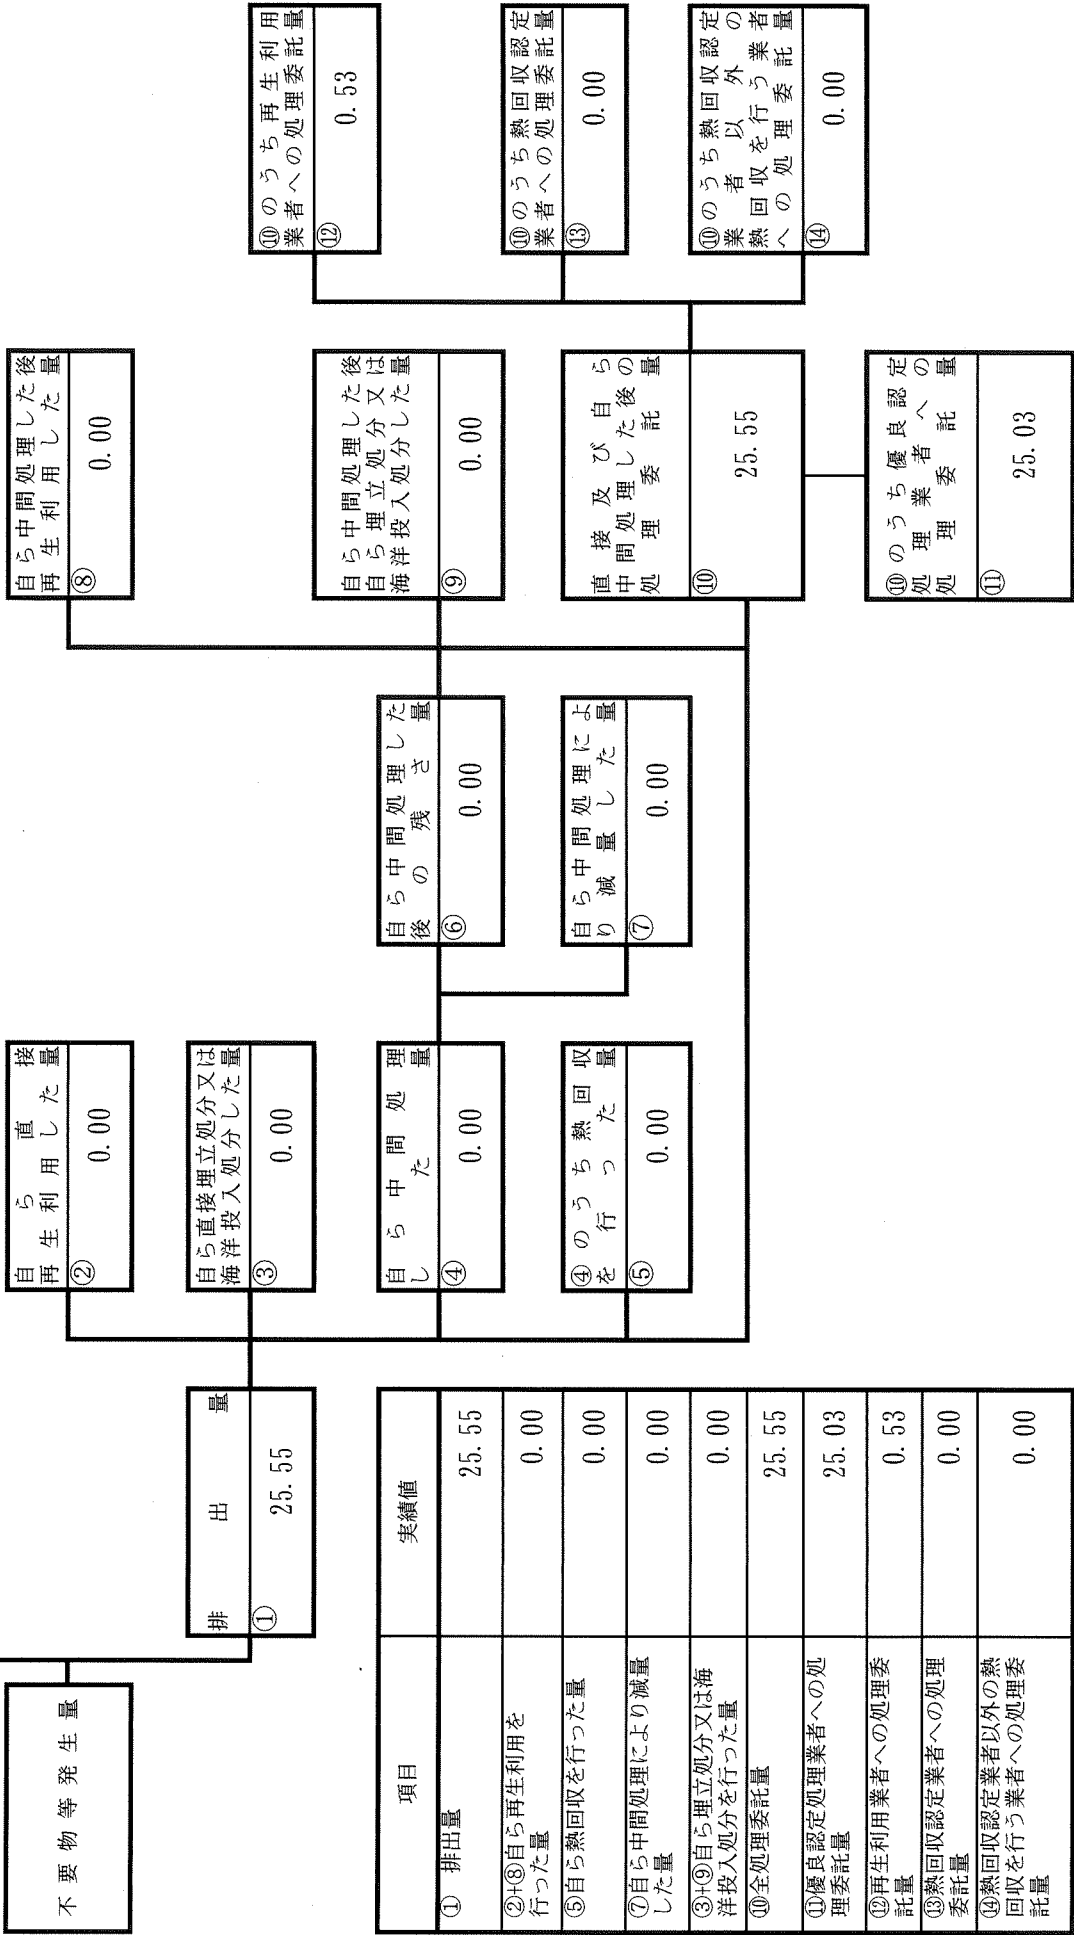 不要物等発生量
排出量
①
25.55
自ら直接
再生利用した量
②
0.00
自ら直接埋立処分又は
海洋投入処分した量
③
0.00
自ら中間処理
した量
④
0.00
④のうち熱回収
を行った量
⑤
0.00
自ら中間処理した
後の残さ量
⑥
0.00
自ら中間処理によ
り減量した量
⑦
0.00
自ら中間処理した後
再生利用した量
⑧
0.00
自ら中間処理した後
自ら埋立処分又は
海洋投入処分した量
⑨
0.00
直接及び自ら
中間処理した後の
処理委託量
⑩
25.55
⑩のうち優良認定
処理業者への
処理委託量
⑪
25.03
⑩のうち再生利用
業者への処理委託量
⑫
0.53
⑩のうち熱回収認定
業者への処理委託量
⑬
0.00
⑩のうち熱回収認定
業者以外の
熱回収を行う業者
への処理委託量
⑭
0.00
項目 実績値
① 排出量 25.55
②+⑧自ら再生利用を
行った量 0.00
⑤自ら熱回収を行った量 0.00
⑦自ら中間処理により減量
した量 0.00
③+⑨自ら埋立処分又は海
洋投入処分を行った量 0.00
⑩全処理委託量 25.55
⑪優良認定処理業者への処
理委託量 25.03
⑫再生利用業者への処理委
託量 0.53
⑬熱回収認定業者への処理
委託量 0.00
⑭熱回収認定業者以外の熱
回収を行う業者への処理委
託量 0.00